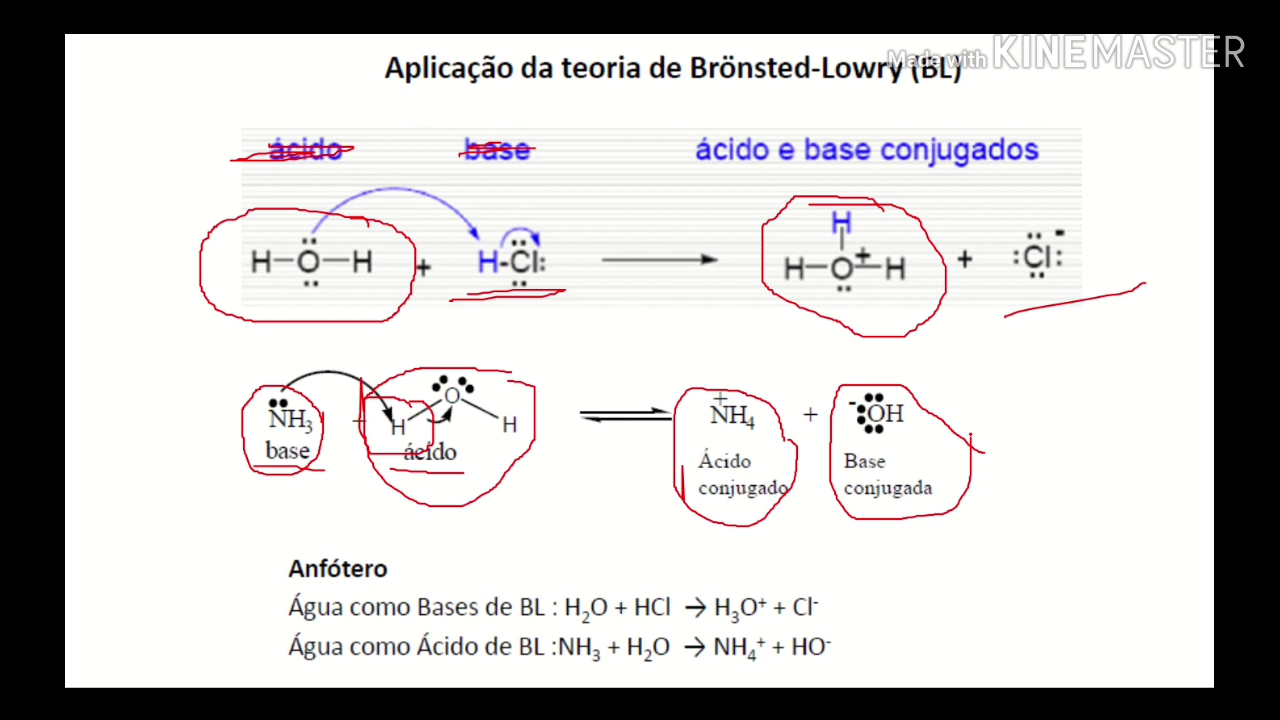 Made with KINEMASTER
Aplicação da teoria de Brönsted-Lowry (BL)
ácido base ácido e base conjugados
H–O–H + H-Cl: → H–O–H + :Cl:-
H
+
NH3 + H O H ⇌ +NH4 + -:OH
base ácido Ácido conjugado Base conjugada
Anfótero
Água como Bases de BL : H2O + HCl → H3O+ + Cl-
Água como Ácido de BL :NH3 + H2O → NH4+ + HO-